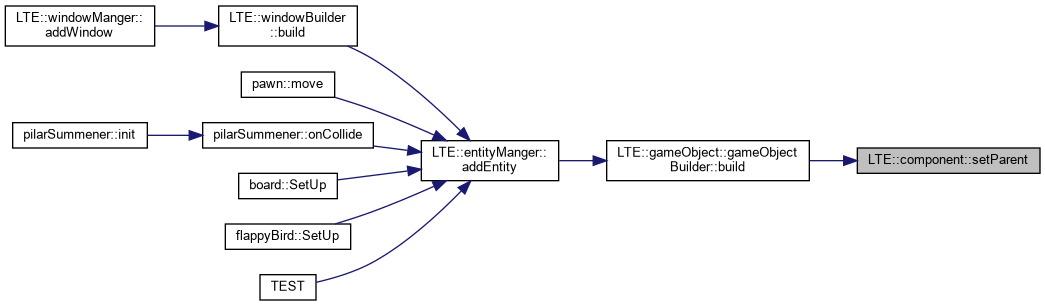 LTE::windowManger::
addWindow
LTE::windowBuilder
::build
pawn::move
pilarSummener::init
pilarSummener::onCollide
LTE::entityManger::
addEntity
LTE::gameObject::gameObject
Builder::build
LTE::component::setParent
board::SetUp
flappyBird::SetUp
TEST